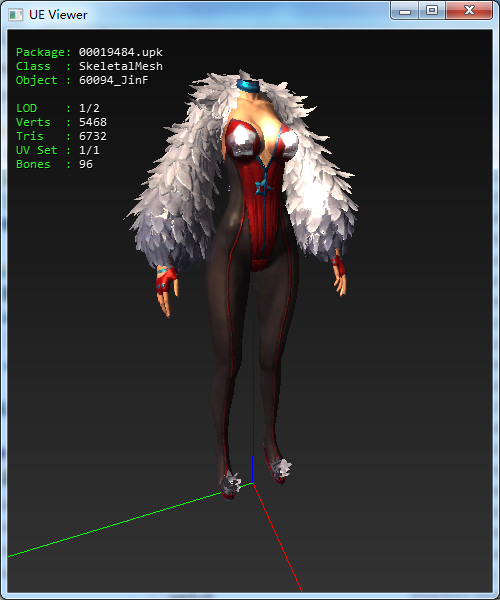 UE Viewer
Package: 00019484.upk
Class : SkeletalMesh
Object : 60094_JinF
LOD : 1/2
Verts : 5468
Tris : 6732
UV Set : 1/1
Bones : 96